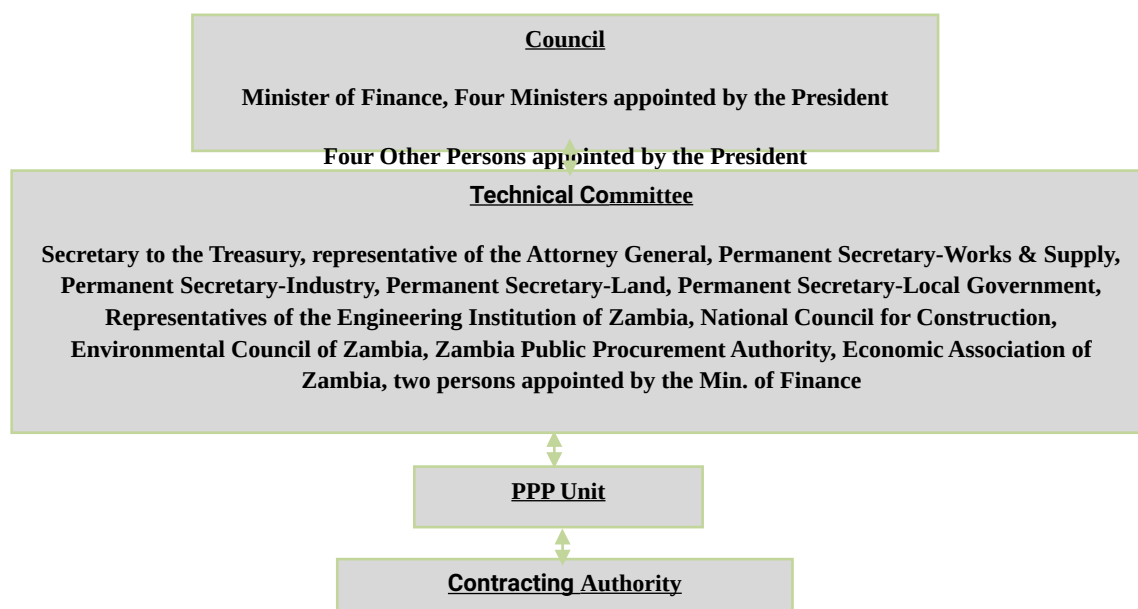 Council
Minister of Finance, Four Ministers appointed by the President
Four Other Persons appointed by the President
Technical Committee
Secretary to the Treasury, representative of the Attorney General, Permanent Secretary-Works & Supply,
Permanent Secretary-Industry, Permanent Secretary-Land, Permanent Secretary-Local Government,
Representatives of the Engineering Institution of Zambia, National Council for Construction,
Environmental Council of Zambia, Zambia Public Procurement Authority, Economic Association of
Zambia, two persons appointed by the Min. of Finance
PPP Unit
Contracting Authority